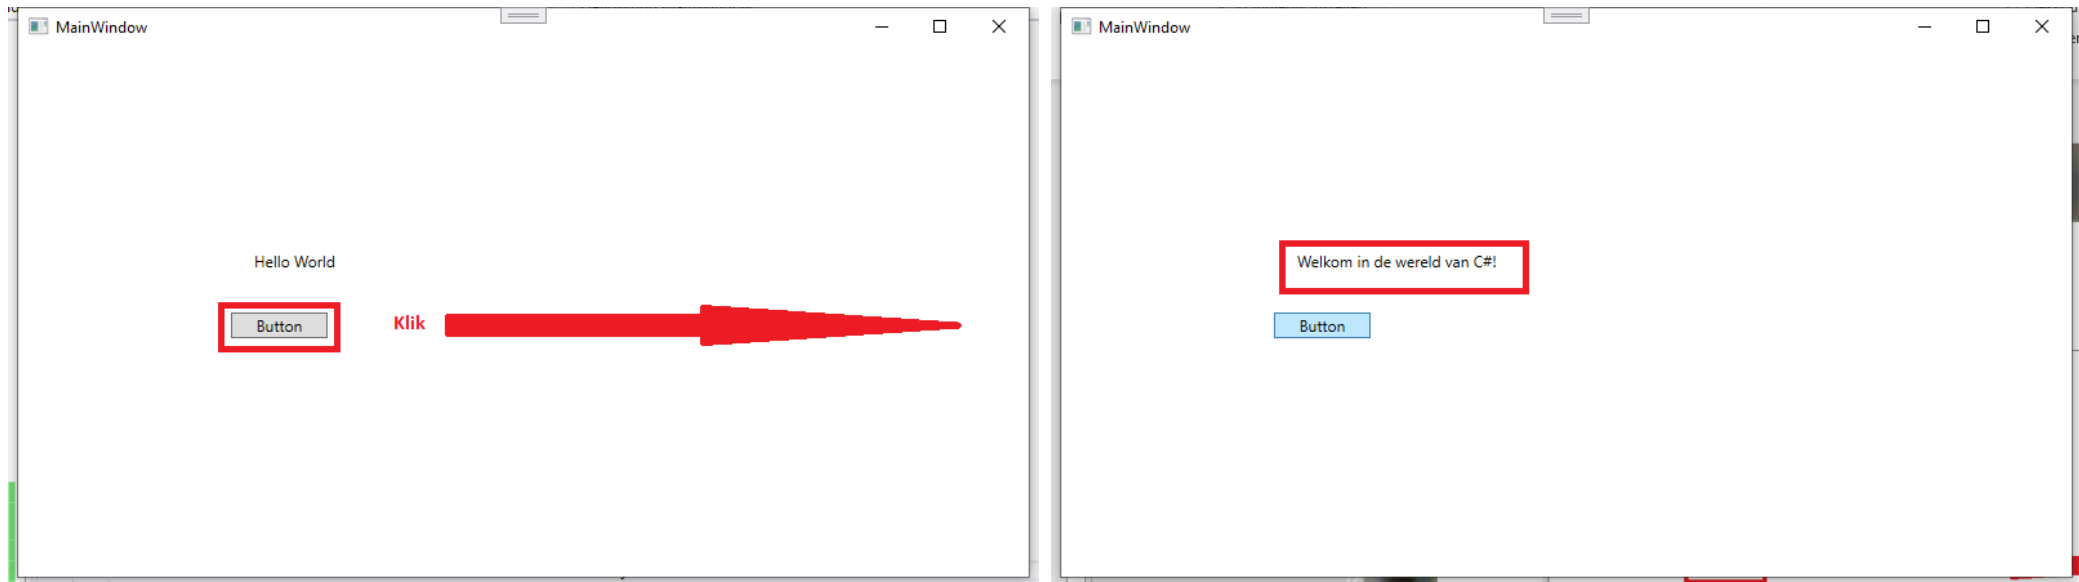 MainWindow
Hello World
Button
Klik
MainWindow
Welkom in de wereld van C#!
Button